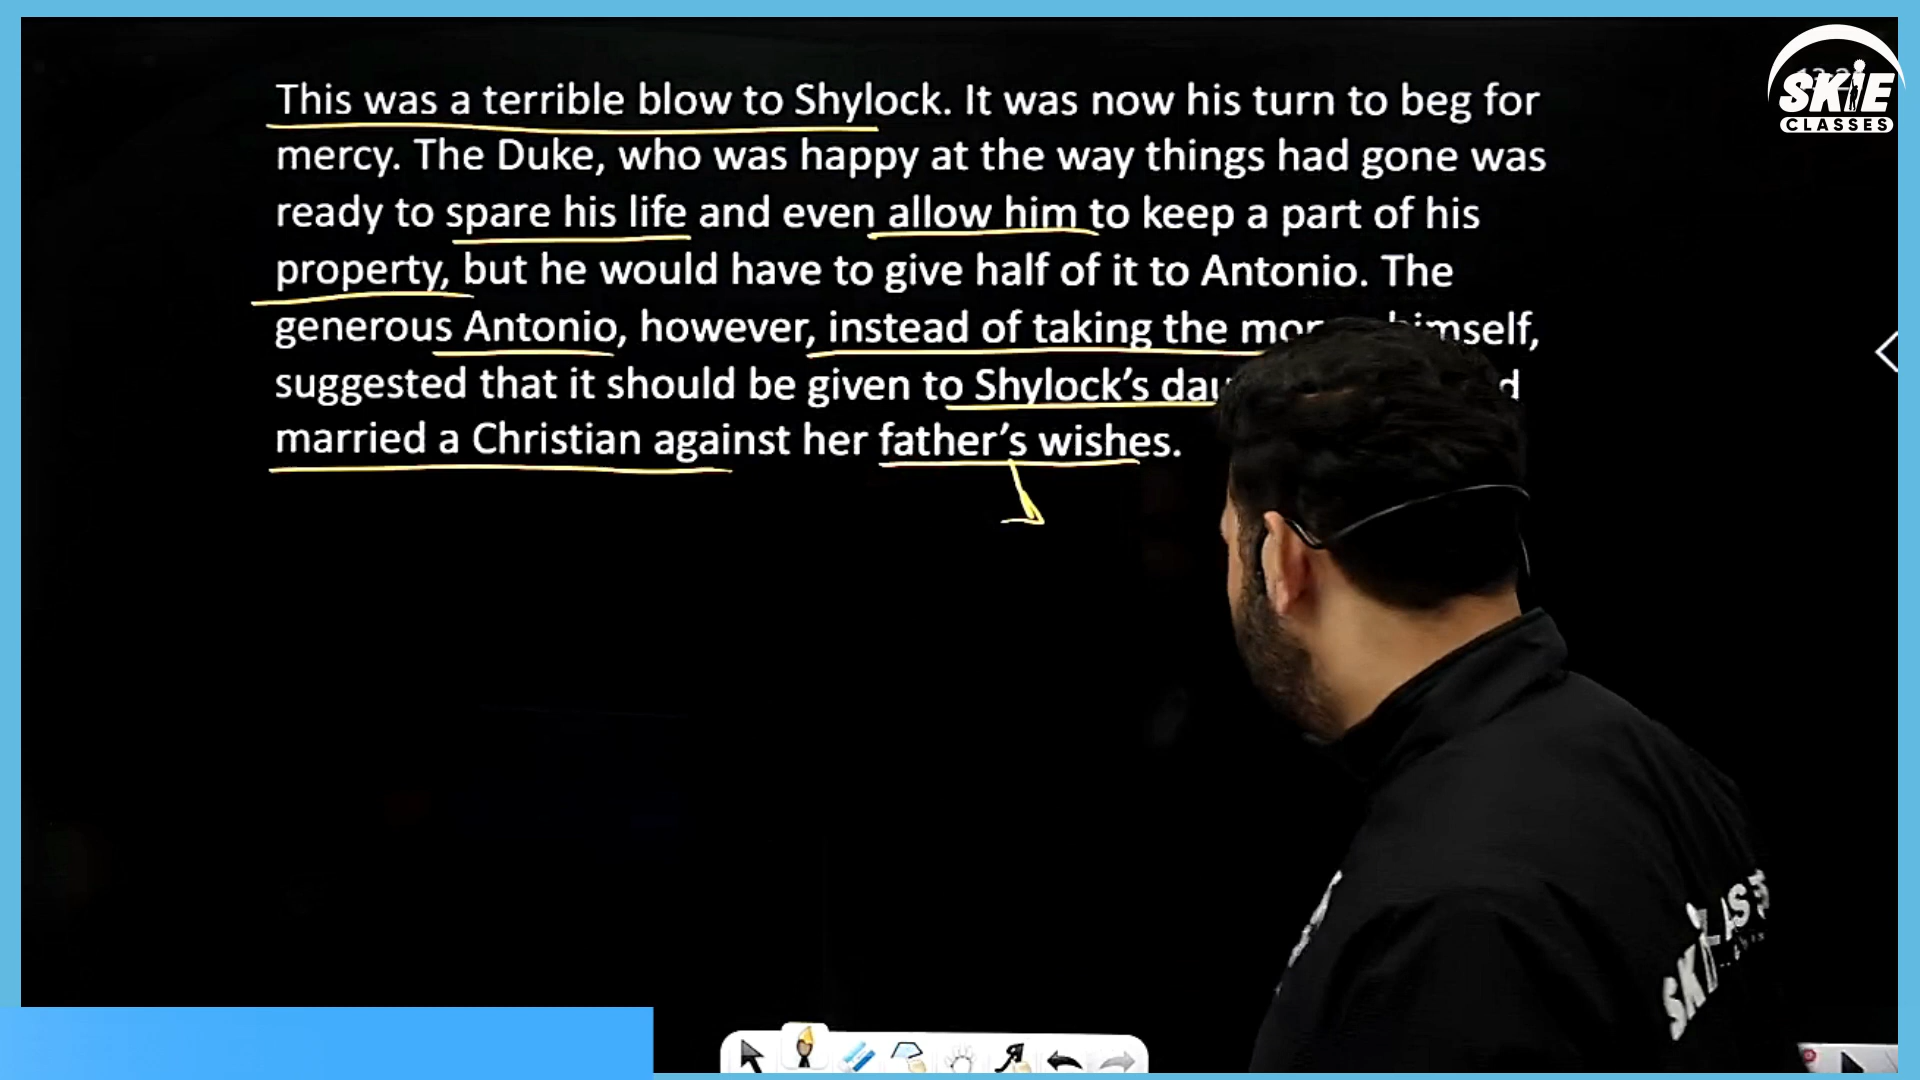 This was a terrible blow to Shylock. It was now his turn to beg for
mercy. The Duke, who was happy at the way things had gone was
ready to spare his life and even allow him to keep a part of his
property, but he would have to give half of it to Antonio. The
generous Antonio, however, instead of taking the himself,
suggested that it should be given to Shylock's
married a Christian against her father's wishes.
SKIE
CLASSES